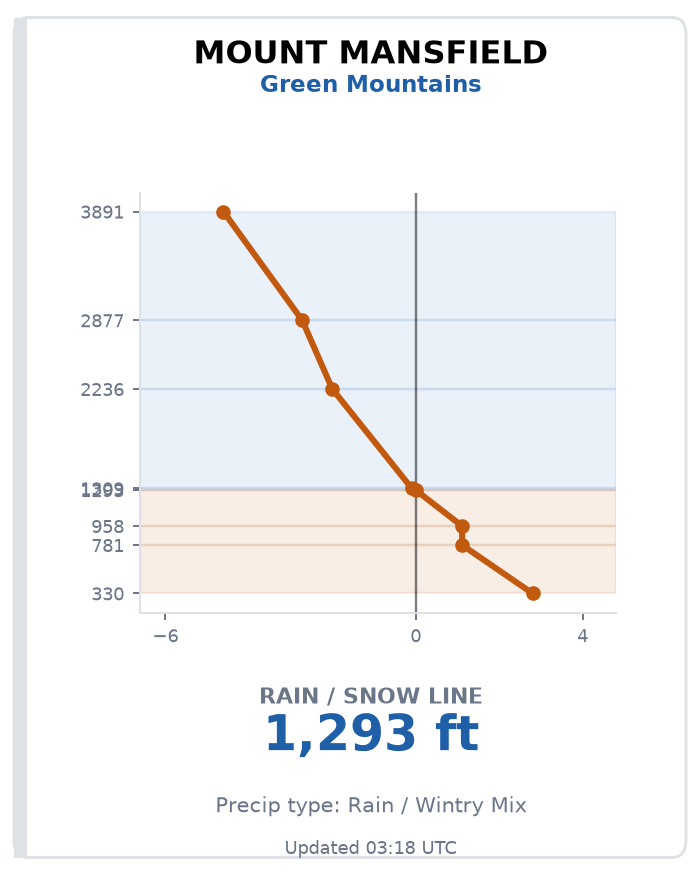 MOUNT MANSFIELD
Green Mountains
3891
2877
2236
958
781
330
−6 0 4
RAIN / SNOW LINE
1,293 ft
Precip type: Rain / Wintry Mix
Updated 03:18 UTC